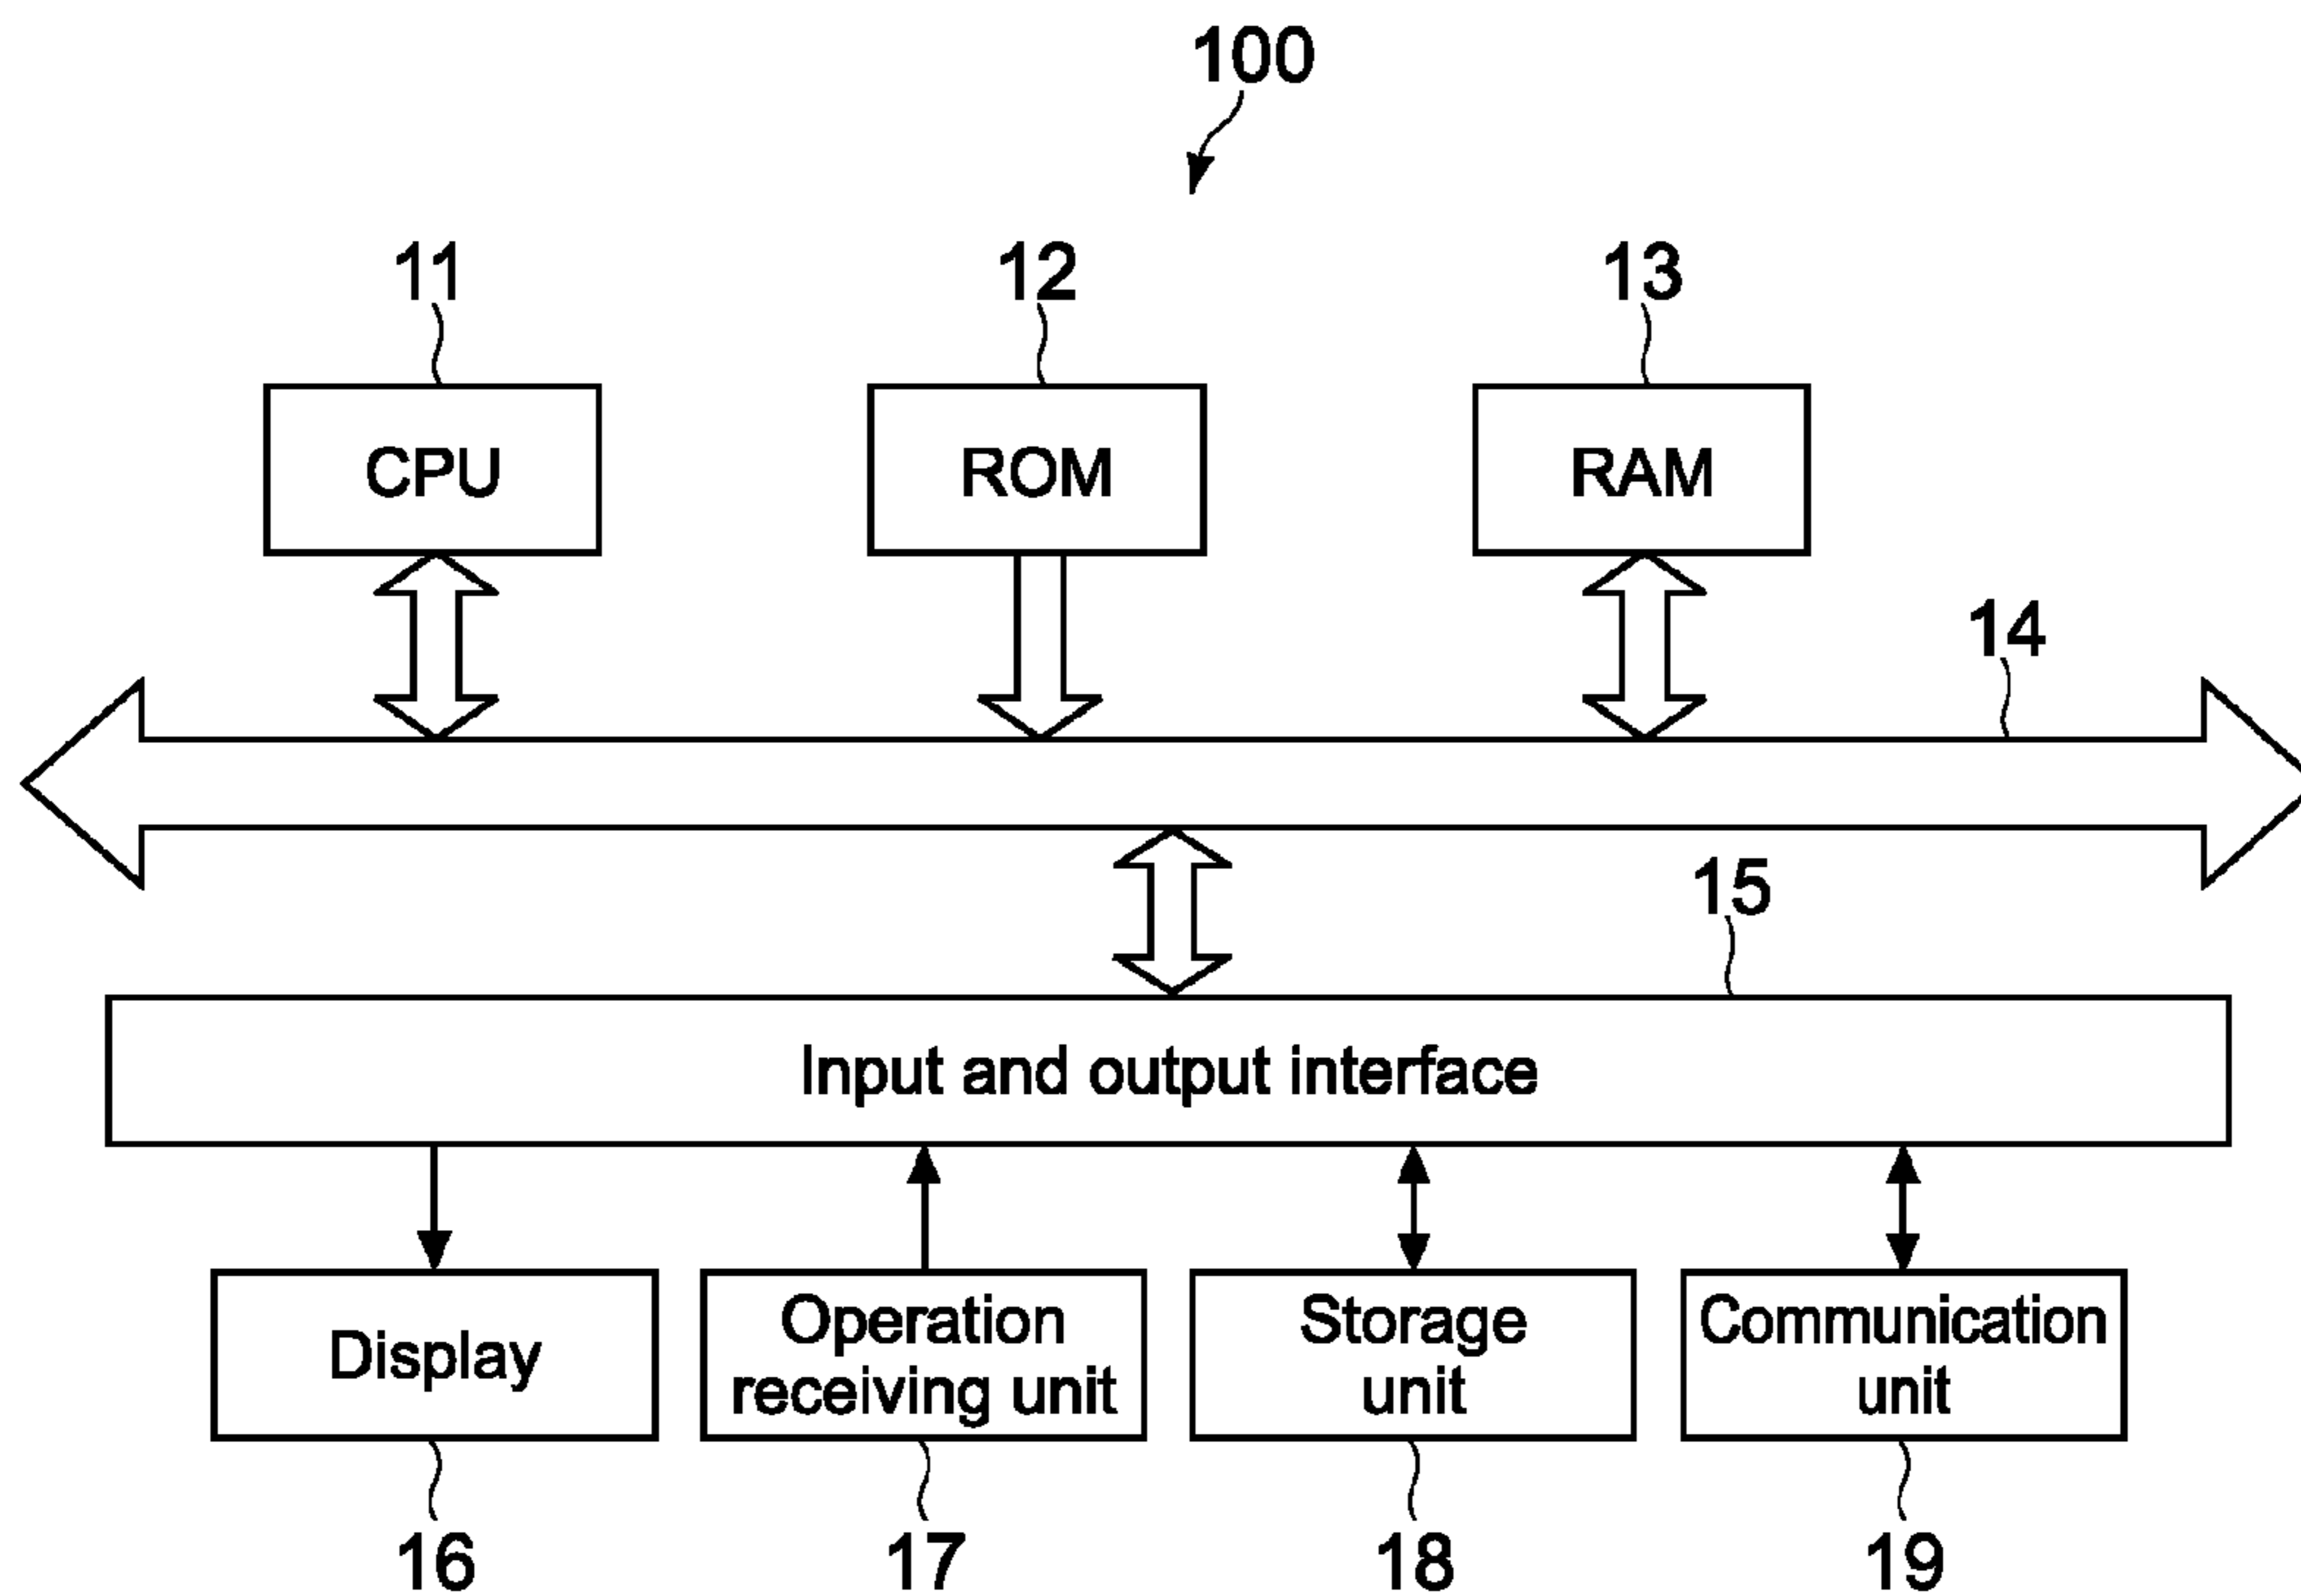 100
11
12
13
CPU
ROM
RAM
14
15
Input and output interface
Display
Operation
receiving unit
Storage
unit
Communication
unit
16
17
18
19